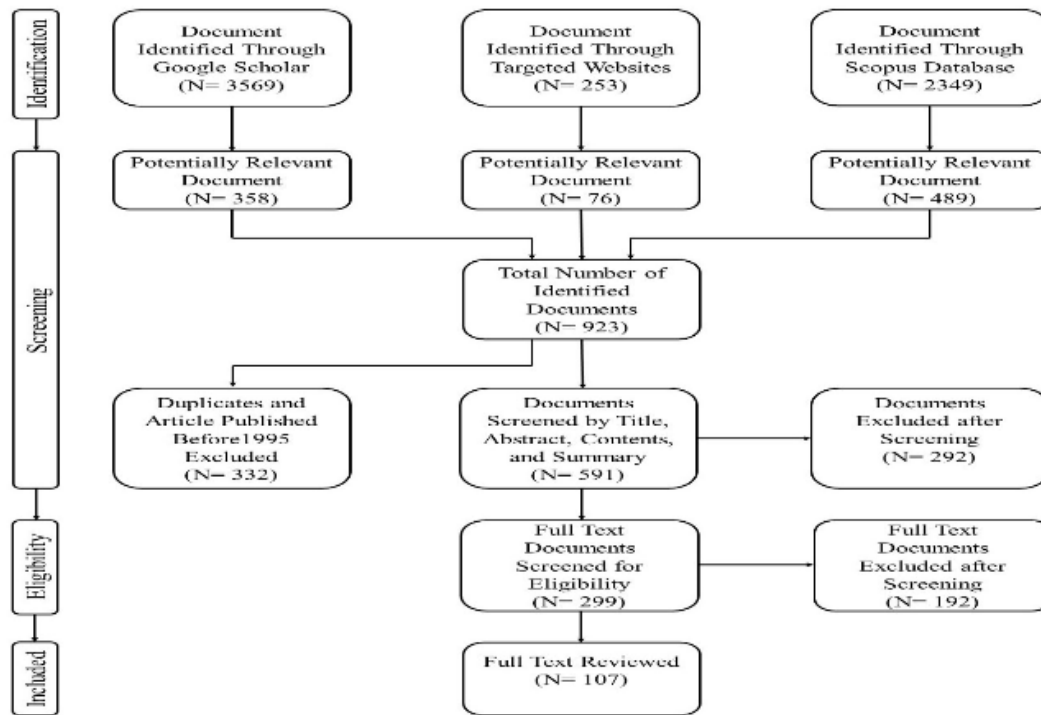 Identification
Document
Identified Through
Google Scholar
(N= 3569)
Document
Identified Through
Targeted Websites
(N= 253)
Document
Identified Through
Scopus Database
(N= 2349)
Screening
Potentially Relevant
Document
(N= 358)
Potentially Relevant
Document
(N= 76)
Potentially Relevant
Document
(N= 489)
Total Number of
Identified
Documents
(N= 923)
Duplicates and
Article Published
Before1995
Excluded
(N= 332)
Documents
Screened by Title,
Abstract, Contents,
and Summary
(N= 591)
Documents
Excluded after
Screening
(N= 292)
Eligibility
Full Text
Documents
Screened for
Eligibility
(N= 299)
Full Text
Documents
Excluded after
Screening
(N= 192)
Included
Full Text Reviewed
(N= 107)